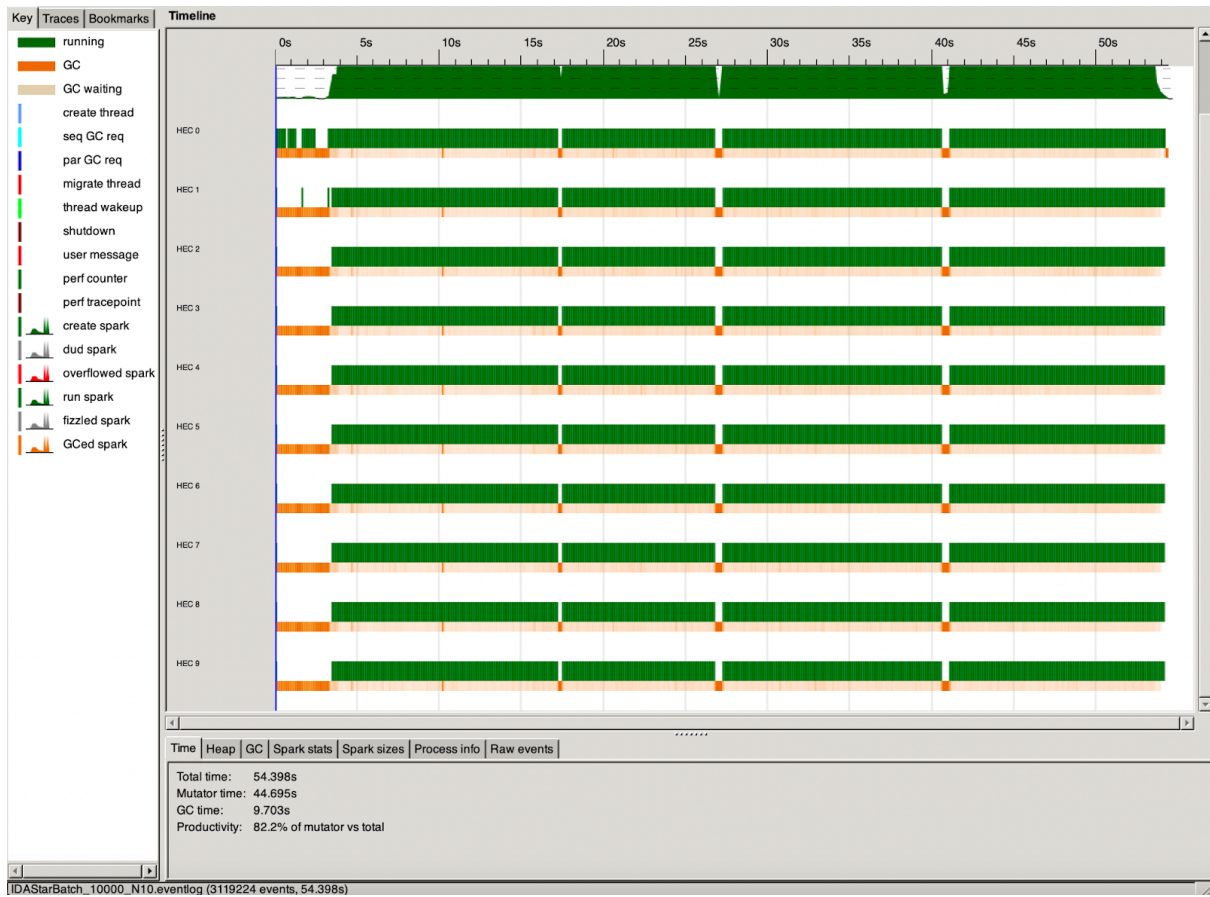 Key Traces Bookmarks
running
GC
GC waiting
create thread
seq GC req
par GC req
migrate thread
thread wakeup
shutdown
user message
perf counter
perf tracepoint
create spark
dud spark
overflowed spark
run spark
fizzled spark
GCed spark
Timeline
0s 5s 10s 15s 20s 25s 30s 35s 40s 45s 50s
HEC 0
HEC 1
HEC 2
HEC 3
HEC 4
HEC 5
HEC 6
HEC 7
HEC 8
HEC 9
Time Heap GC Spark stats Spark sizes Process info Raw events
Total time: 54.398s
Mutator time: 44.695s
GC time: 9.703s
Productivity: 82.2% of mutator vs total
IDAStarBatch_10000_N10.eventlog (3119224 events, 54.398s)